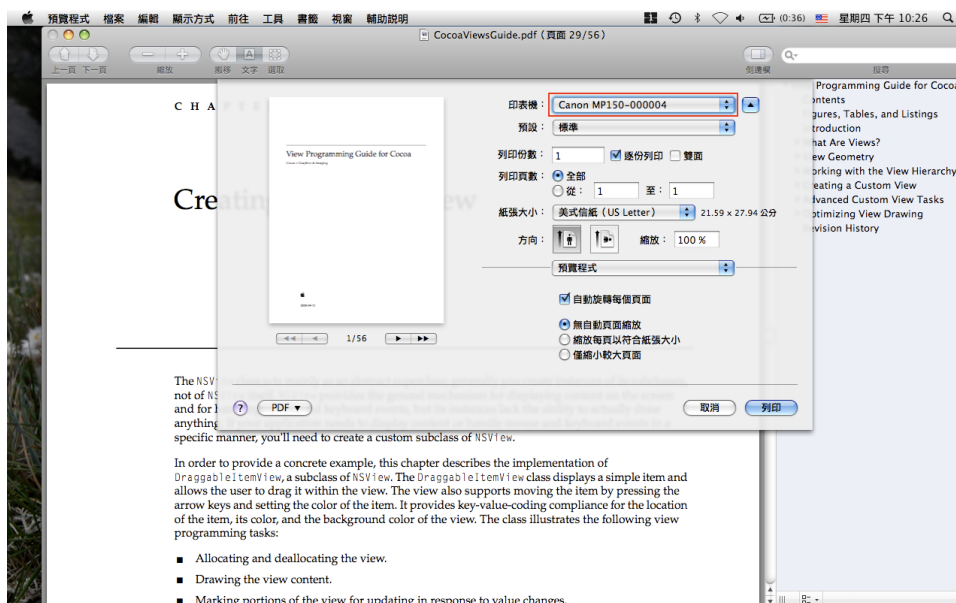 預覽程式 檔案 編輯 顯示方式 前往 工具 書籤 視窗 輔助說明 (0:36) 星期四 下午 10:26
CocoaViewsGuide.pdf (頁面 29/56)
上一頁 下一頁 縮放 搬移 文字 選取 側邊欄 搜尋
CHAPTER
Creating a Custom View
View Programming Guide for Cocoa
1/56
印表機： Canon MP150-000004
預設： 標準
列印份數： 1 逐份列印 雙面
列印頁數： 全部
從： 1 至： 1
紙張大小： 美式信紙 (US Letter) 21.59 x 27.94 公分
方向： 縮放： 100 %
預覽程式
自動旋轉每個頁面
無自動頁面縮放
縮放每頁以符合紙張大小
僅縮小較大頁面
? PDF 取消 列印
Programming Guide for Cocoa
ontents
gures, Tables, and Listings
troduction
hat Are Views?
ew Geometry
orking with the View Hierarchy
eating a Custom View
dvanced Custom View Tasks
ptimizing View Drawing
evision History
The NSV
not of NS
and for h
anything
specific manner, you'll need to create a custom subclass of NSView.
In order to provide a concrete example, this chapter describes the implementation of
DraggableItemView, a subclass of NSView. The DraggableItemView class displays a simple item and
allows the user to drag it within the view. The view also supports moving the item by pressing the
arrow keys and setting the color of the item. It provides key-value-coding compliance for the location
of the item, its color, and the background color of the view. The class illustrates the following view
programming tasks:
■ Allocating and deallocating the view.
■ Drawing the view content.
■ Marking portions of the view for updating in response to value changes.